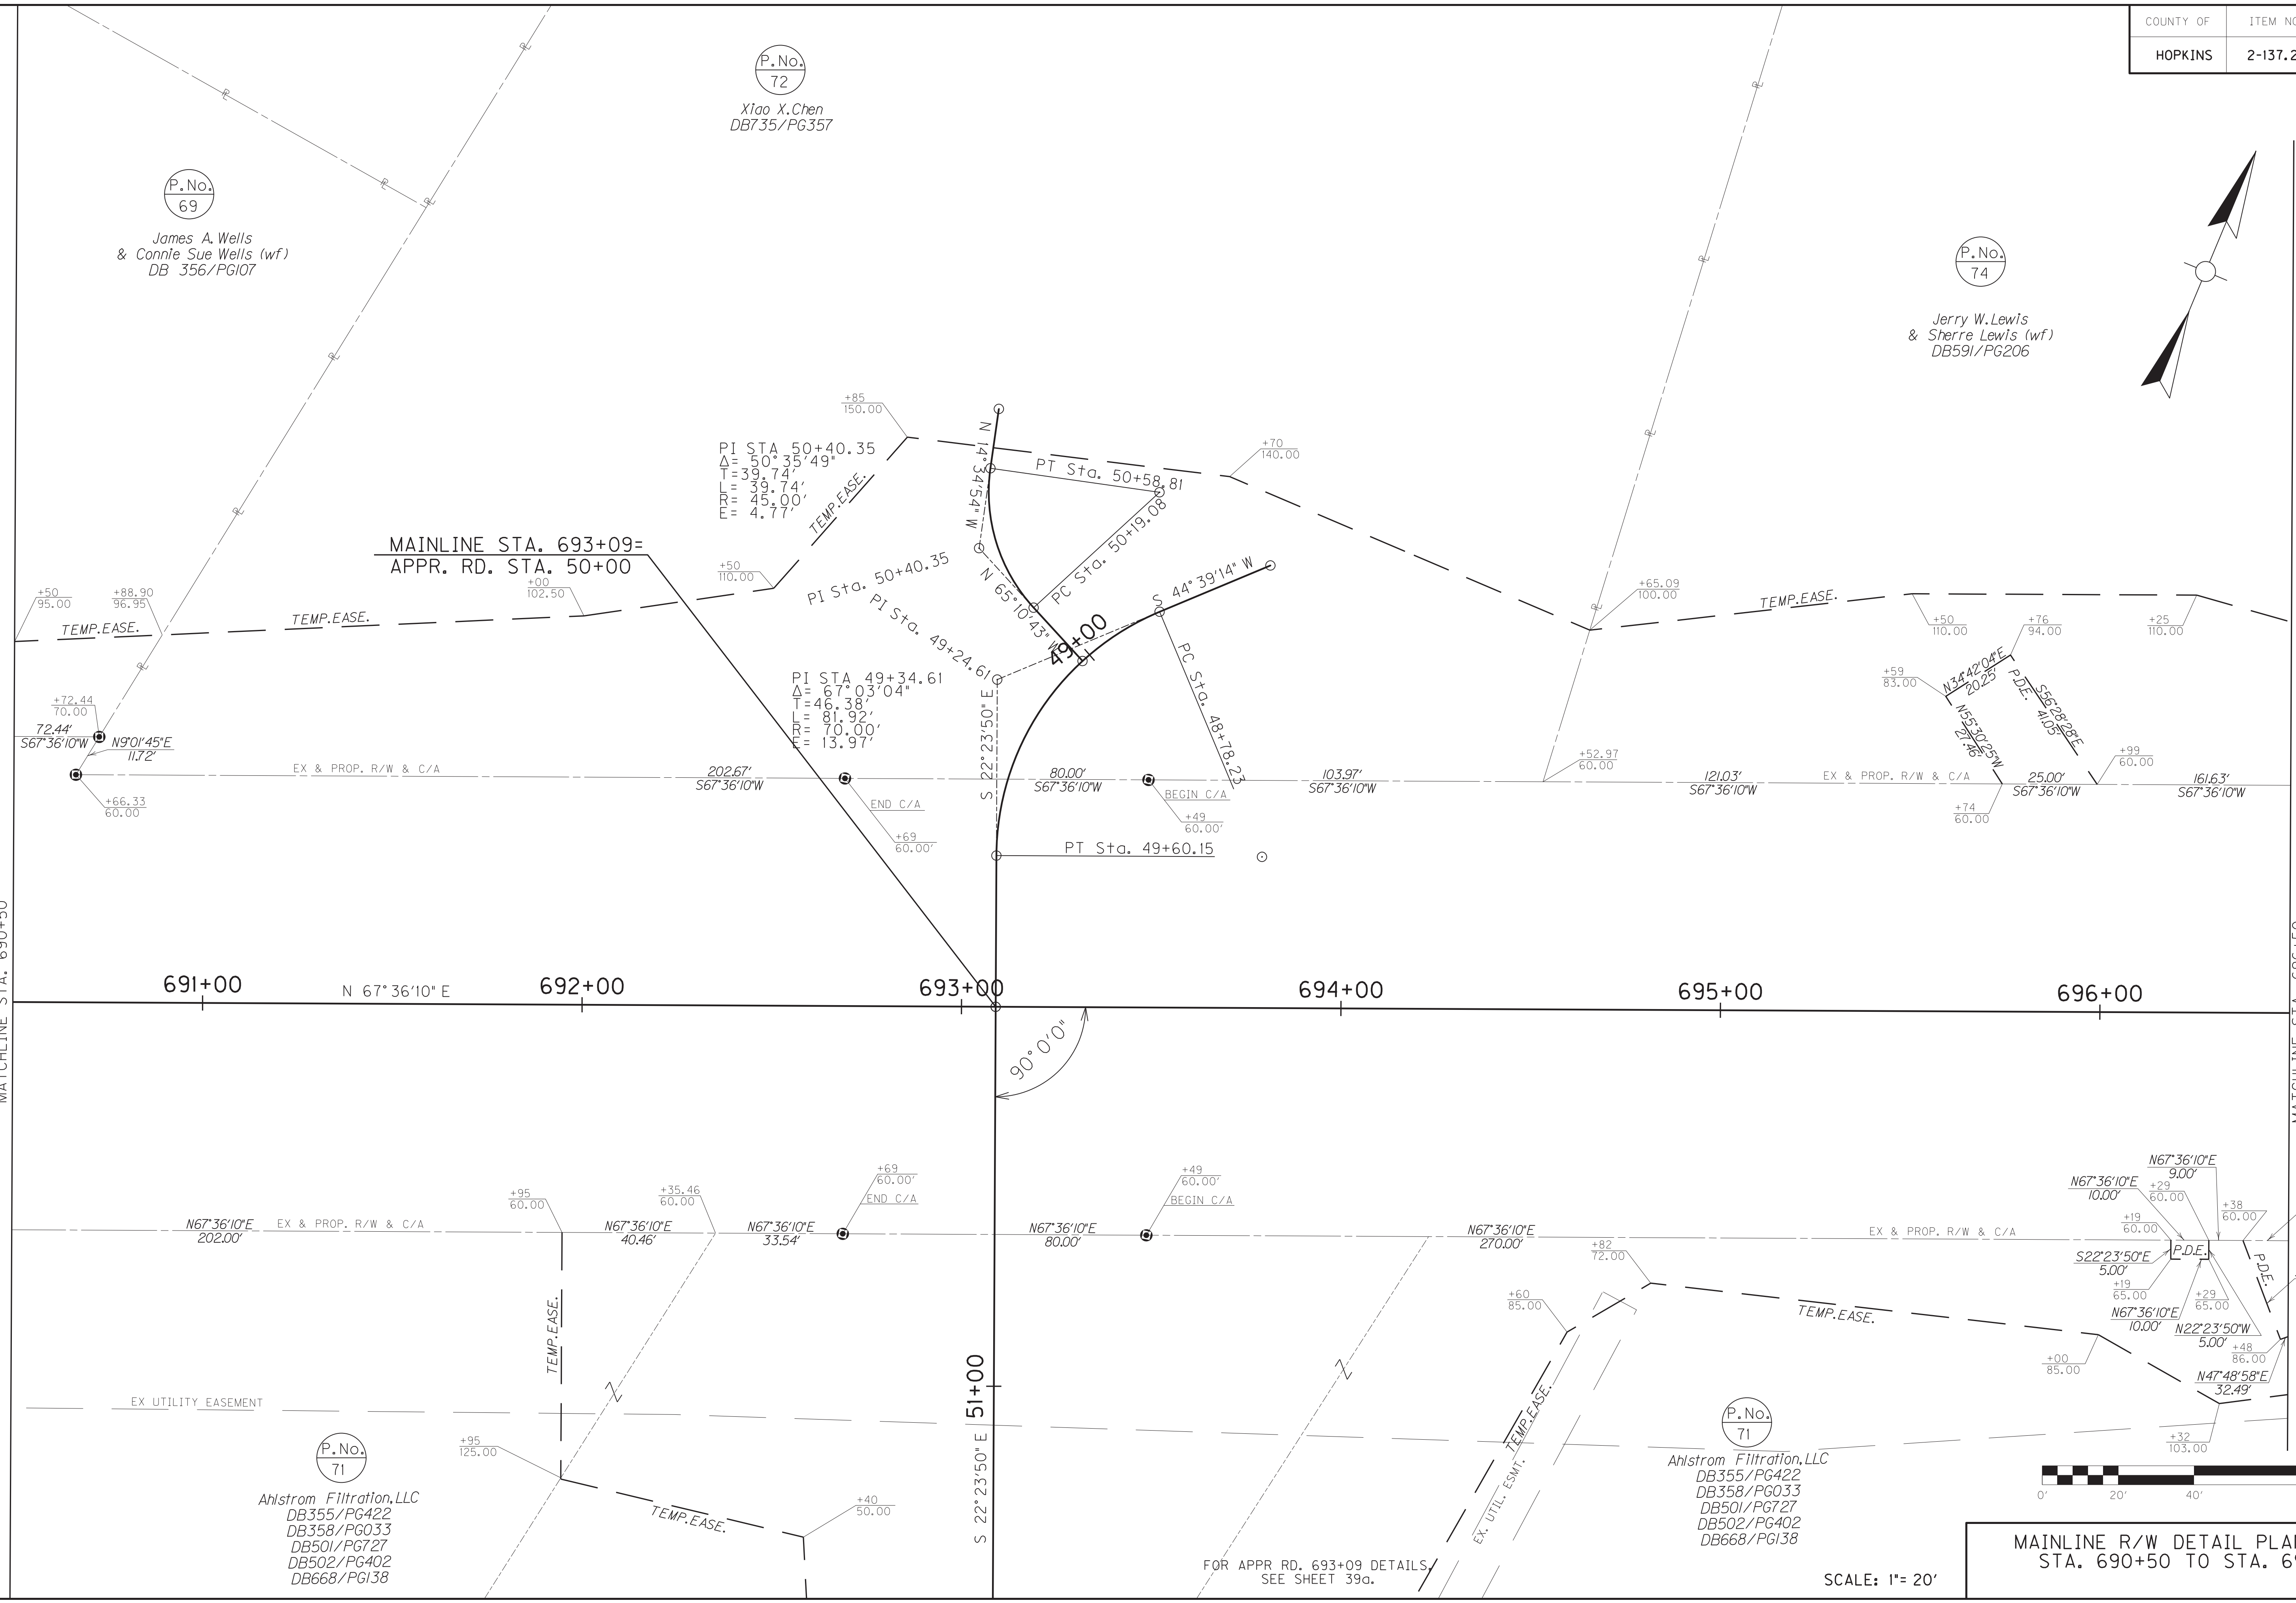 COUNTY OF
HOPKINS
2-137.2
P.No.
72
Xiao X.Chen
DB735/PG357
P.No.
69
James A.Wells
& Connie Sue Wells (wf)
DB 356/PG107
P.No.
74
Jerry W.Lewis
& Sherre Lewis (wf)
DB591/PG206
+85
150.00
PI STA 50+40.35
Δ= 50°35'49"
T=39.74'
L= 39.74'
R= 45.00'
E= 4.77'
TEMP.EASE.
N 14°34'54" W
PT Sta. 50+58.81
+70
140.00
PC Sta. 50+19.08
MAINLINE STA. 693+09=
APPR. RD. STA. 50+00
+50
110.00
PI Sta. 50+40.35
N 65°10'43" W
S 44°39'14" W
PI Sta. 49+24.61
49+00
+50
95.00
+88.90
96.95
+00
102.50
TEMP.EASE.
TEMP.EASE.
+65.09
100.00
TEMP.EASE.
+50
110.00
+76
94.00
+25
110.00
+59
83.00
N34°42'04"E
20.25
P.D.E.
S56°28'28"E
41.05'
N55°30'25"W
27.46'
PI STA 49+34.61
Δ= 67°03'04"
T=46.38'
L= 81.92'
R= 70.00'
E= 13.97'
S 22°23'50" E
PC Sta. 48+78.23
+72.44
70.00
72.44'
S67°36'10"W
N9°01'45"E
11.72'
EX & PROP. R/W & C/A
202.67'
S67°36'10"W
80.00'
S67°36'10"W
103.97'
S67°36'10"W
+52.97
60.00
121.03'
S67°36'10"W
EX & PROP. R/W & C/A
25.00'
S67°36'10"W
+99
60.00
161.63'
S67°36'10"W
+66.33
60.00
END C/A
+69
60.00'
BEGIN C/A
+49
60.00'
+74
60.00
PT Sta. 49+60.15
MATCHLINE STA. 690+50
691+00
N 67°36'10" E
692+00
693+00
694+00
695+00
696+00
90°0'0"
+95
60.00
+35.46
60.00
+69
60.00'
END C/A
+49
60.00'
BEGIN C/A
N67°36'10"E
202.00'
EX & PROP. R/W & C/A
N67°36'10"E
40.46'
N67°36'10"E
33.54'
N67°36'10"E
80.00'
N67°36'10"E
270.00'
EX & PROP. R/W & C/A
N67°36'10"E
9.00'
N67°36'10"E
10.00'
+29
60.00
+38
60.00
+19
60.00
P.D.E.
S22°23'50"E
5.00'
+19
65.00
+29
65.00
N67°36'10"E
10.00'
N22°23'50"W
5.00'
P.D.E.
+48
86.00
N47°48'58"E
32.49'
+82
72.00
+60
85.00
TEMP.EASE.
+00
85.00
TEMP.EASE.
EX UTILITY EASEMENT
51+00
S 22°23'50" E
TEMP.EASE.
EX. UTIL. ESMT.
+32
103.00
+95
125.00
+40
50.00
TEMP.EASE.
P.No.
71
Ahlstrom Filtration,LLC
DB355/PG422
DB358/PG033
DB501/PG727
DB502/PG402
DB668/PG138
P.No.
71
Ahlstrom Filtration,LLC
DB355/PG422
DB358/PG033
DB501/PG727
DB502/PG402
DB668/PG138
FOR APPR RD. 693+09 DETAILS,
SEE SHEET 39a.
0' 20' 40'
SCALE: 1"= 20'
MAINLINE R/W DETAIL
STA. 690+50 TO STA.